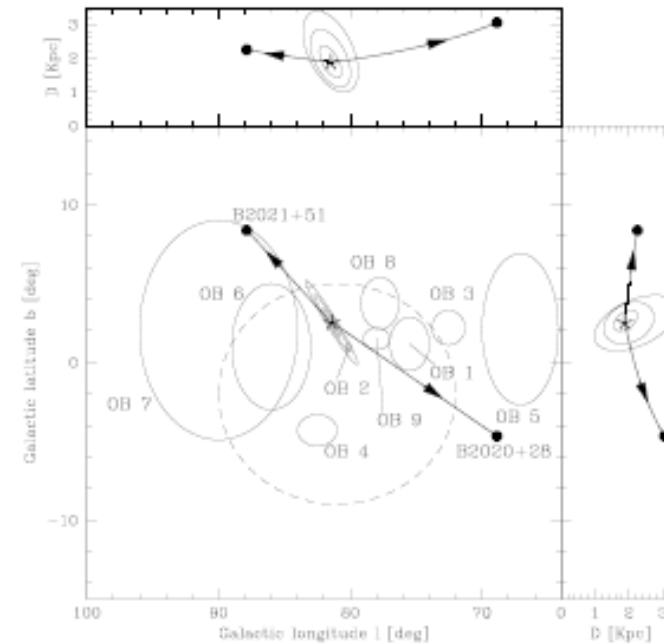 3
2
1
0
D [Kpc]
10
0
-10
Galactic latitude b [deg]
B2021+51
OB 8
OB 6
OB 3
OB 1
OB 2
OB 7
OB 9
OB 5
OB 4
B2020+28
100
90
80
70
0
1
2
3
Galactic longitude l [deg]
D [Kpc]